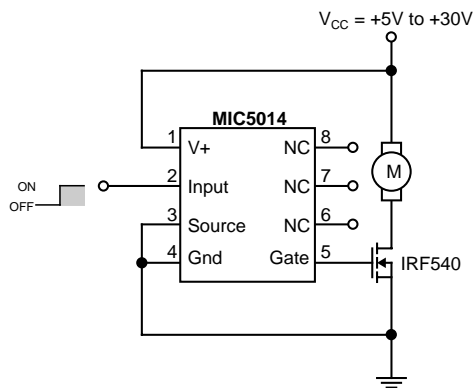 VCC = +5V to +30V
MIC5014
1 V+ NC 8
2 Input NC 7
3 Source NC 6
4 Gnd Gate 5
ON
OFF
M
IRF540